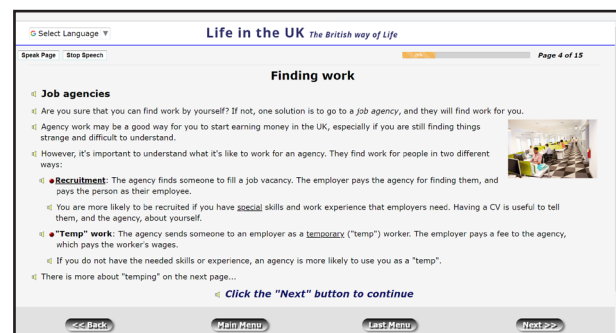 G Select Language ▼
Life in the UK The British way of Life
Speak Page Stop Speech
Page 4 of 15
Finding work
Job agencies
Are you sure that you can find work by yourself? If not, one solution is to go to a job agency, and they will find work for you.
Agency work may be a good way for you to start earning money in the UK, especially if you are still finding things
strange and difficult to understand.
However, it's important to understand what it's like to work for an agency. They find work for people in two different
ways:
Recruitment: The agency finds someone to fill a job vacancy. The employer pays the agency for finding them, and
pays the person as their employee.
You are more likely to be recruited if you have special skills and work experience that employers need. Having a CV is useful to tell
them, and the agency, about yourself.
"Temp" work: The agency sends someone to an employer as a temporary ("temp") worker. The employer pays a fee to the agency,
which pays the worker's wages.
If you do not have the needed skills or experience, an agency is more likely to use you as a "temp".
There is more about "temping" on the next page...
Click the "Next" button to continue
<< Back
Main Menu
Last Menu
Next >>